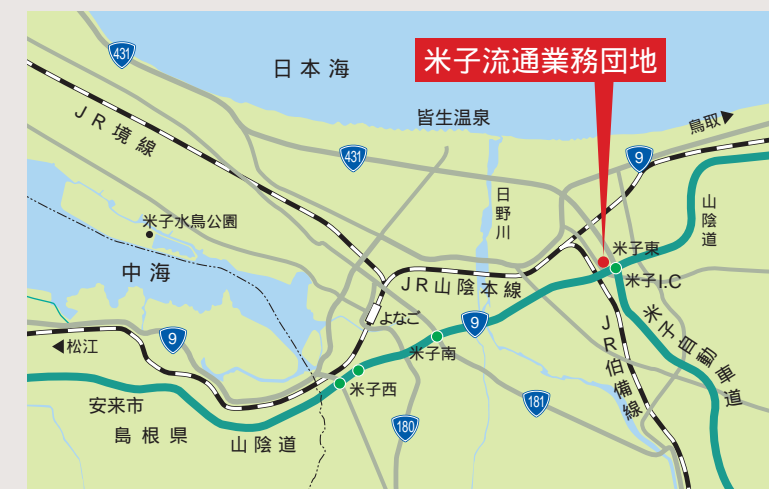 431
日本海
米子流通業務団地
JR境線
皆生温泉
鳥取▶
431
9
日野川
山陰道
米子水鳥公園
米子東
中海
JR山陰本線
米子I.C
よなご
9
米子南
JR伯備線
米子自動車道
9
◀松江
米子西
安来市
島根県
山陰道
180
181